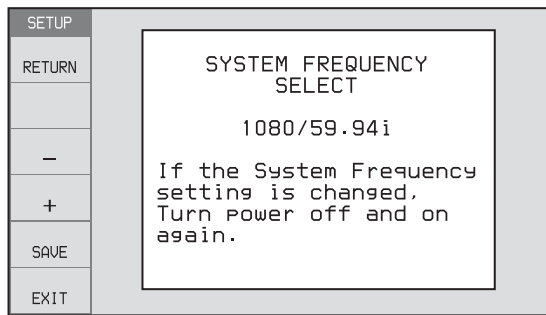 SETUP
RETURN
−
+
SAVE
EXIT
SYSTEM FREQUENCY
SELECT
1080/59.94i
If the System Frequency
setting is changed,
Turn power off and on
again.